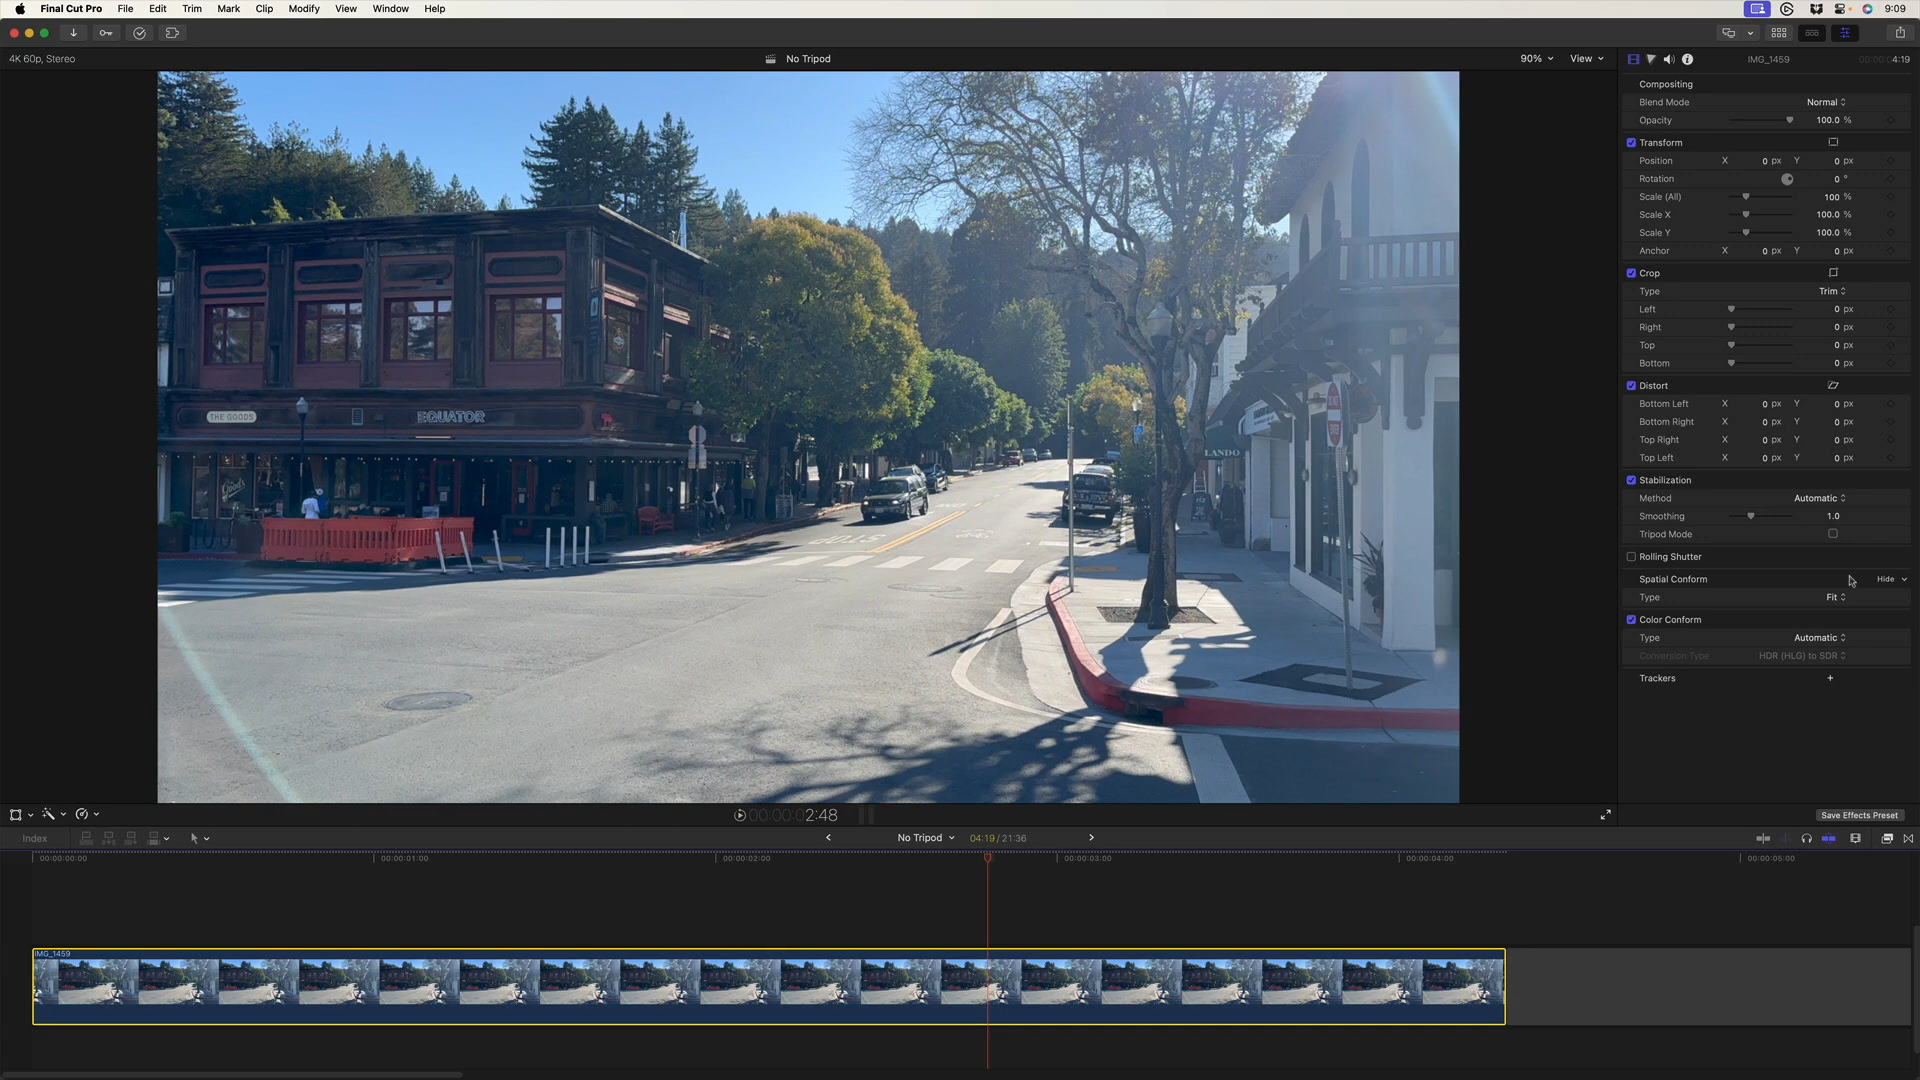 Final Cut Pro File Edit Trim Mark Clip Modify View Window Help 9:09
4K 60p, Stereo No Tripod 90% View IMG_1459 00:00:04:19
THE GOODS EQUATOR
LANDO
STOP
Compositing
Blend Mode Normal
Opacity 100.0 %
Transform
Position X 0 px Y 0 px
Rotation 0 °
Scale (All) 100 %
Scale X 100.0 %
Scale Y 100.0 %
Anchor X 0 px Y 0 px
Crop
Type Trim
Left 0 px
Right 0 px
Top 0 px
Bottom 0 px
Distort
Bottom Left X 0 px Y 0 px
Bottom Right X 0 px Y 0 px
Top Right X 0 px Y 0 px
Top Left X 0 px Y 0 px
Stabilization
Method Automatic
Smoothing 1.0
Tripod Mode
Rolling Shutter
Spatial Conform Hide
Type Fit
Color Conform
Type Automatic
Conversion Type HDR (HLG) to SDR
Trackers +
00:00:02:48 Save Effects Preset
Index No Tripod 04:19 / 21:36
00:00:00:00 00:00:01:00 00:00:02:00 00:00:03:00 00:00:04:00 00:00:05:00
IMG_1459